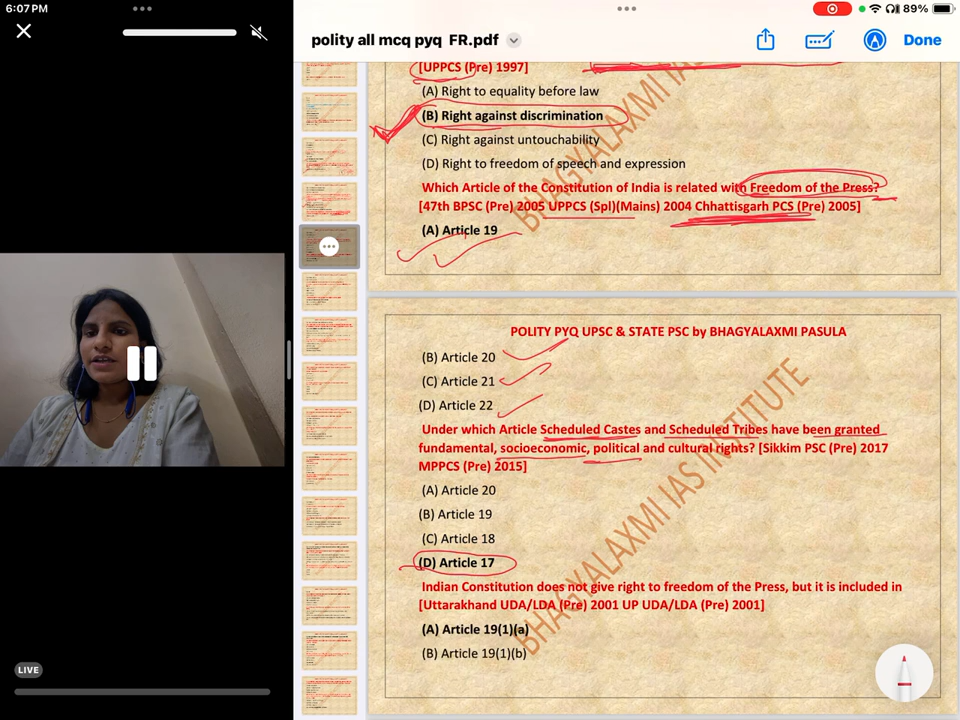 6:07 PM
89%
polity all mcq pyq FR.pdf
Done
[UPPCS (Pre) 1997]
(A) Right to equality before law
(B) Right against discrimination
(C) Right against untouchability
(D) Right to freedom of speech and expression
Which Article of the Constitution of India is related with Freedom of the Press?
[47th BPSC (Pre) 2005 UPPCS (Spl)(Mains) 2004 Chhattisgarh PCS (Pre) 2005]
(A) Article 19
POLITY PYQ UPSC & STATE PSC by BHAGYALAXMI PASULA
(B) Article 20
(C) Article 21
(D) Article 22
Under which Article Scheduled Castes and Scheduled Tribes have been granted
fundamental, socioeconomic, political and cultural rights? [Sikkim PSC (Pre) 2017
MPPCS (Pre) 2015]
(A) Article 20
(B) Article 19
(C) Article 18
(D) Article 17
Indian Constitution does not give right to freedom of the Press, but it is included in
[Uttarakhand UDA/LDA (Pre) 2001 UP UDA/LDA (Pre) 2001]
(A) Article 19(1)(a)
(B) Article 19(1)(b)
BHAGYALAXMI IAS INSTITUTE
BHAGYALAXMI IAS
LIVE